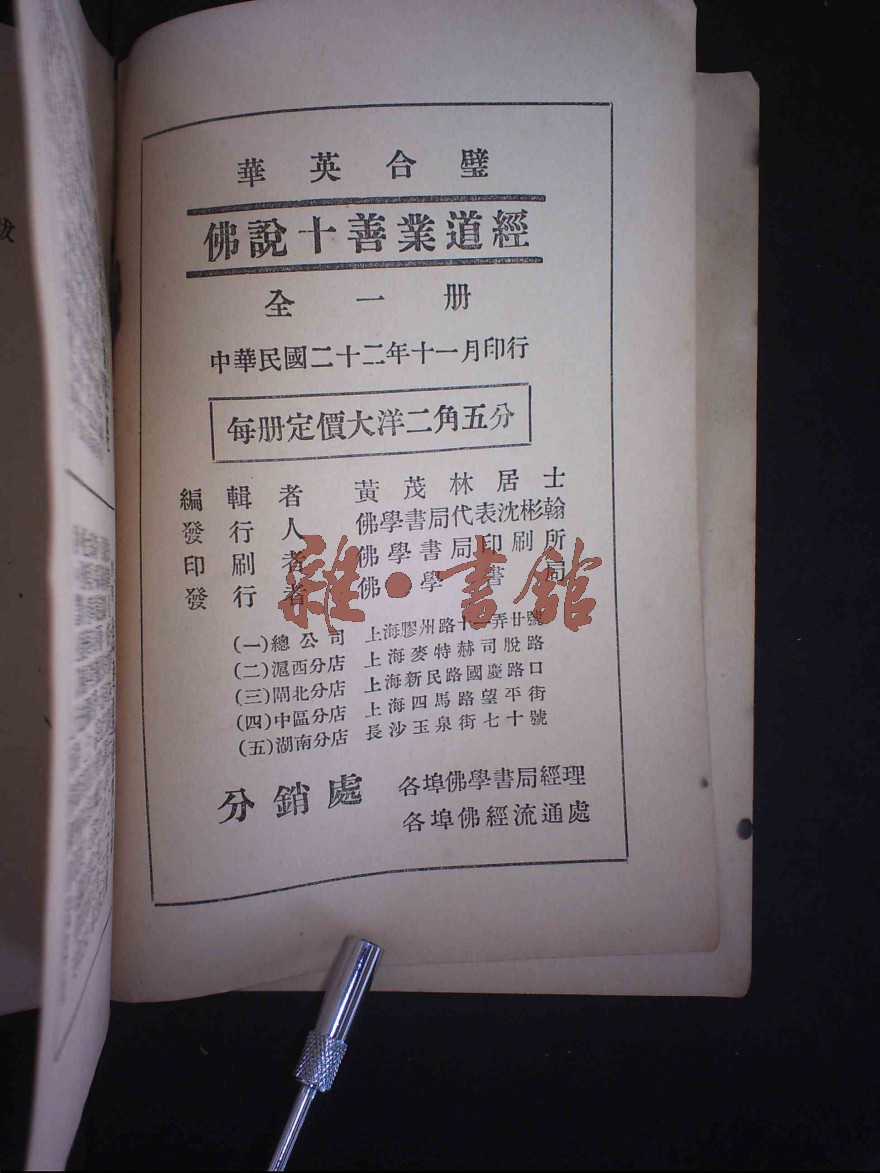 華英合璧
佛說十善業道經
全一册
中華民國二十二年十一月印行
每册定價大洋二角五分
編輯者 黃茂林居士
發行人 佛學書局代表沈彬翰
印刷者 佛學書局印刷所
發行者 佛學書局
(一)總公司 上海膠州路十一弄廿號
(二)滬西分店 上海麥特赫司脫路
(三)閘北分店 上海新民路國慶路口
(四)中區分店 上海四馬路望平街
(五)湖南分店 長沙玉泉街七十號
分銷處 各埠佛學書局經理
各埠佛經流通處
雜·書館